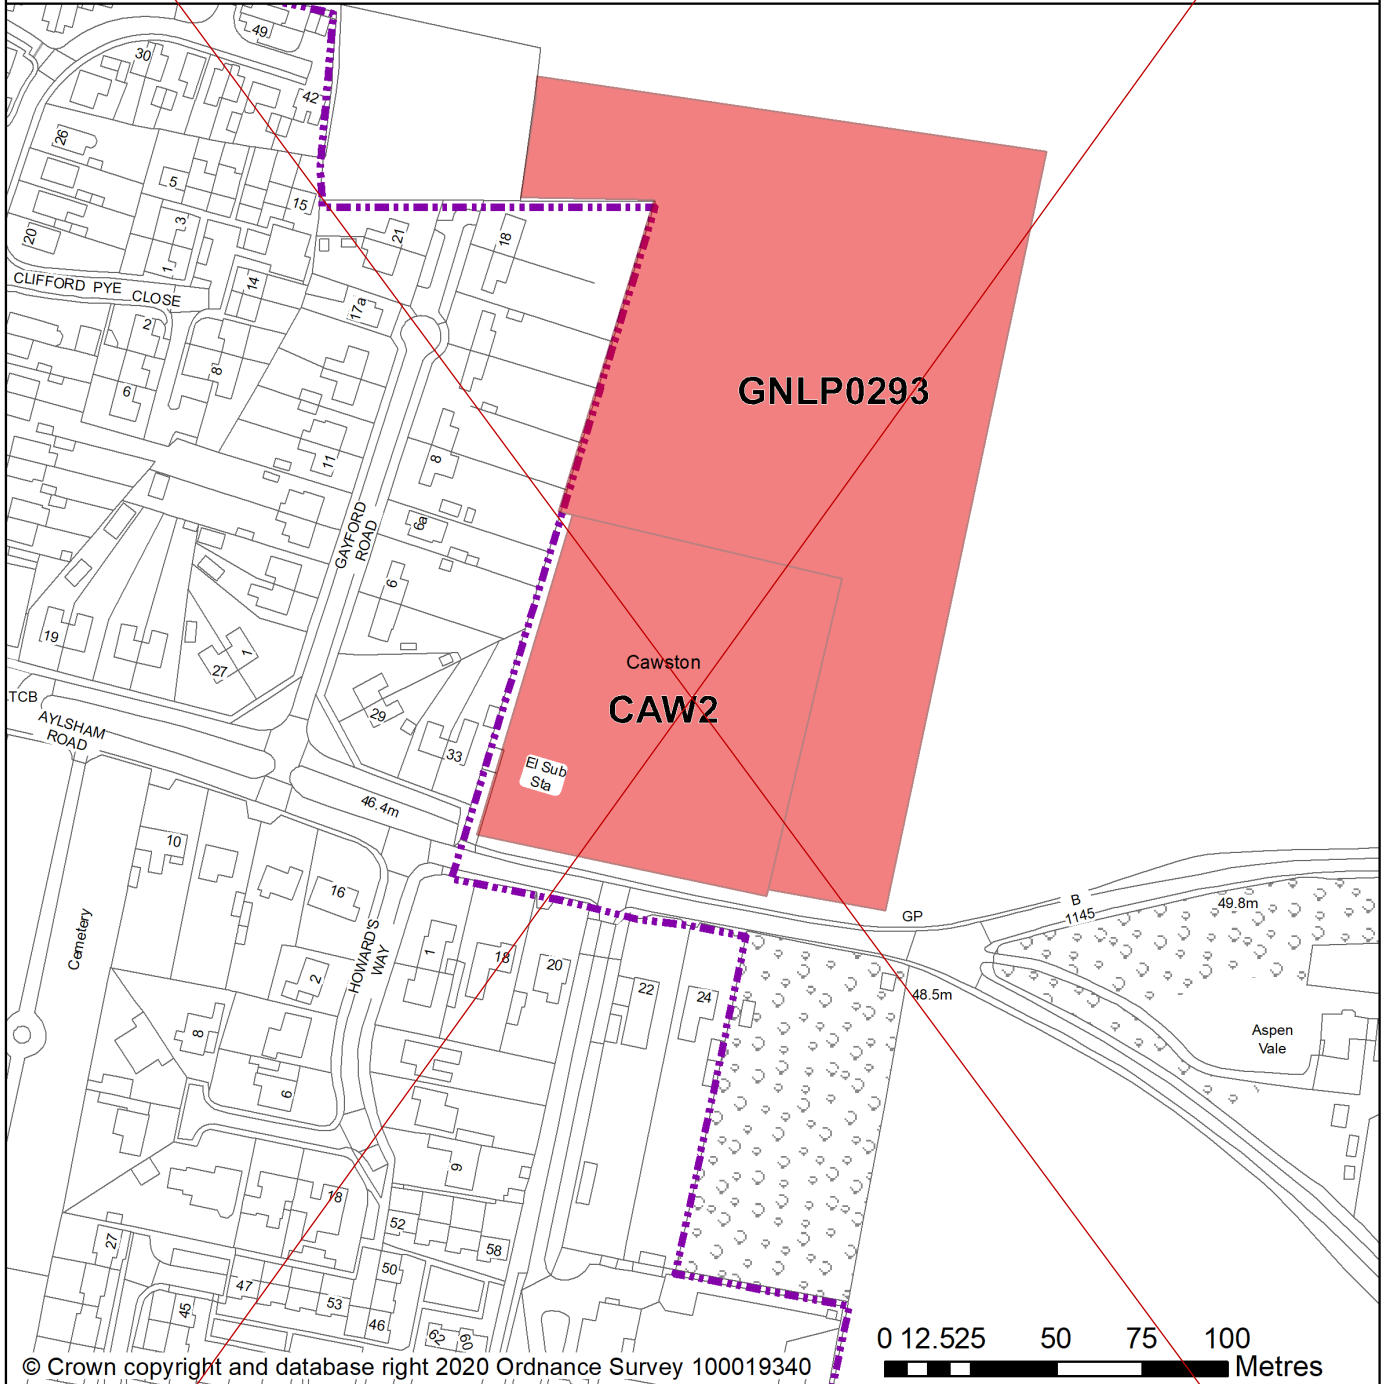 49
30
42
26
5
15
3
20
21
18
1
14
CLIFFORD PYE CLOSE
17a
2
8
6
GNLP0293
11
8
6a
GAYFORD
ROAD
6
19
1
27
Cawston
TCB
CAW2
29
AYLSHAM
ROAD
33
El Sub
Sta
46.4m
10
16
B
1145
49.8m
GP
Cemetery
HOWARD'S
WAY
1
18
20
2
22
24
48.5m
8
Aspen
Vale
6
9
18
52
27
58
50
47
53
45
46
62
60
0 12.525 50 75 100
Metres
© Crown copyright and database right 2020 Ordnance Survey 100019340